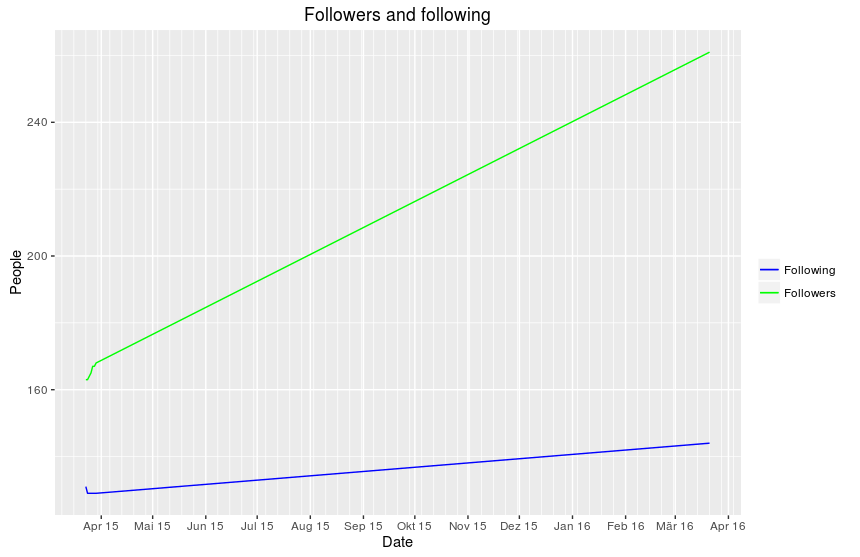 Followers and following
People
240
200
160
Apr 15 Mai 15 Jun 15 Jul 15 Aug 15 Sep 15 Okt 15 Nov 15 Dez 15 Jan 16 Feb 16 Mär 16 Apr 16
Date
Following
Followers